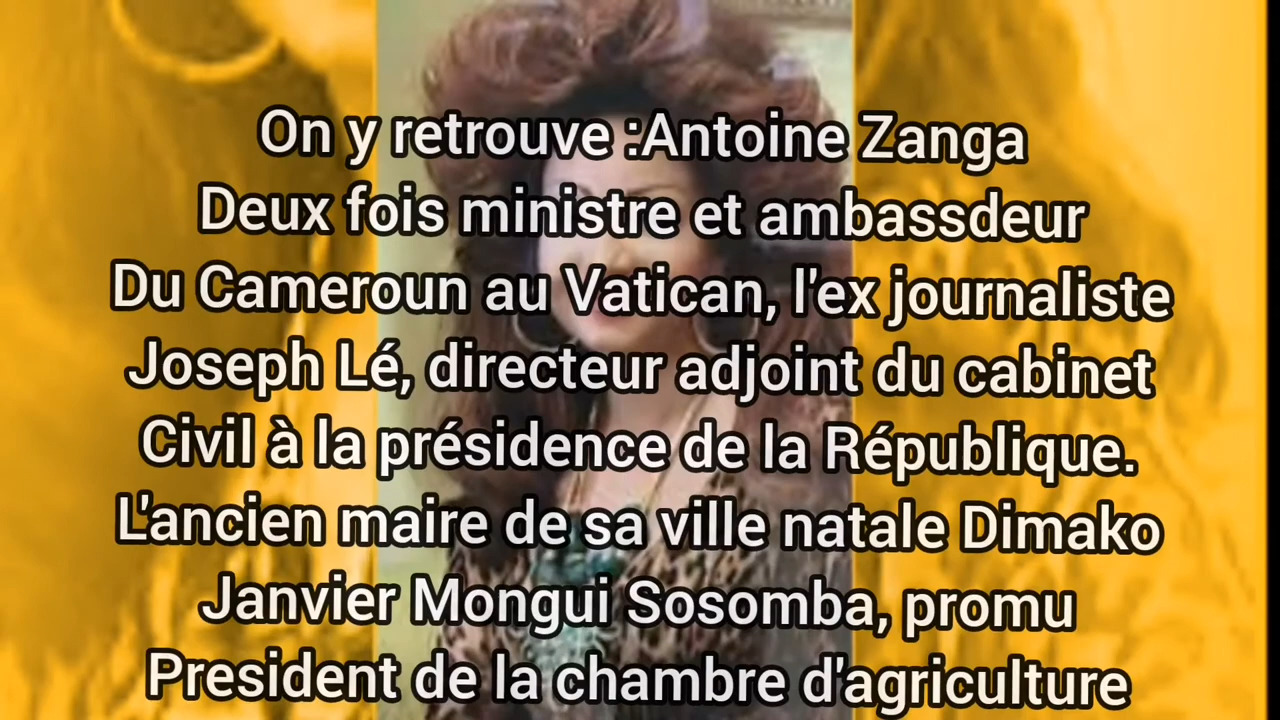 On y retrouve :Antoine Zanga
Deux fois ministre et ambassdeur
Du Cameroun au Vatican, l'ex journaliste
Joseph Lé, directeur adjoint du cabinet
Civil à la présidence de la République.
L'ancien maire de sa ville natale Dimako
Janvier Mongui Sosomba, promu
President de la chambre d'agriculture